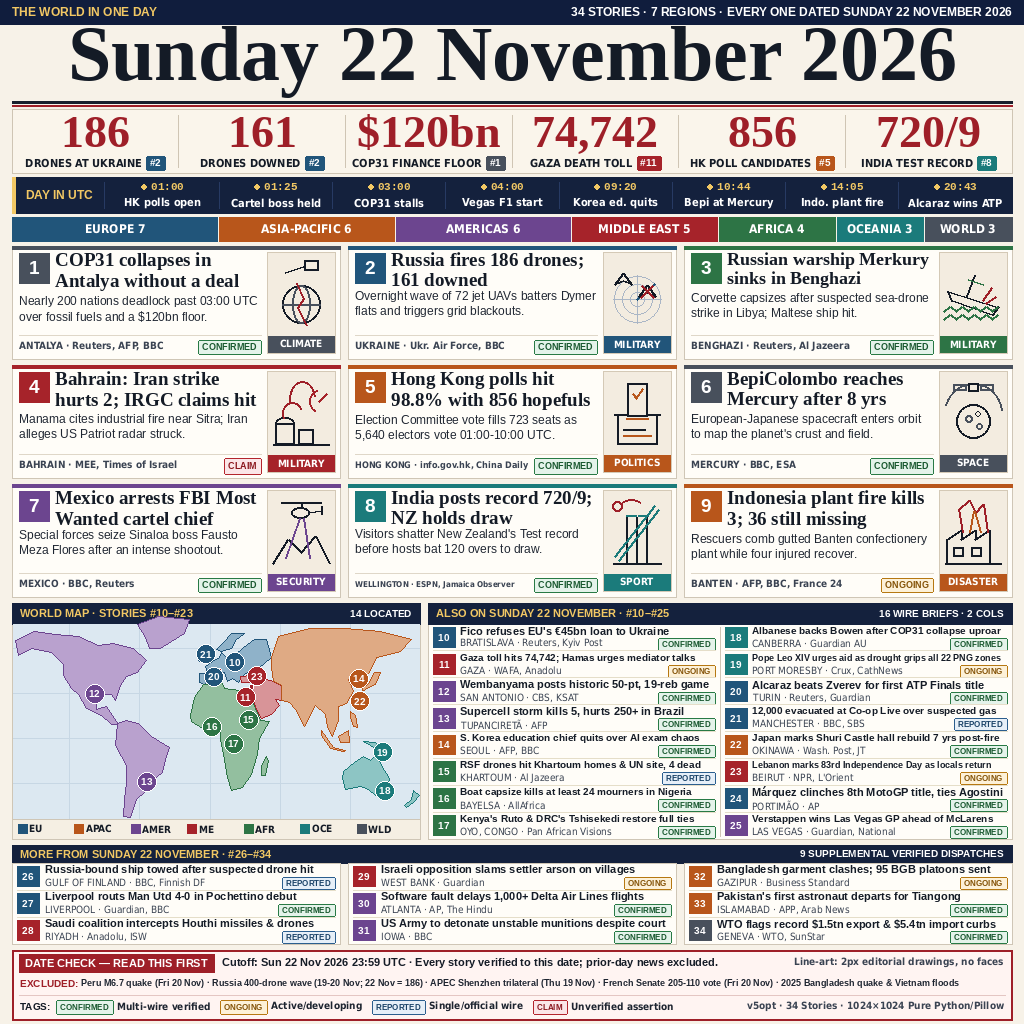 THE WORLD IN ONE DAY
34 STORIES · 7 REGIONS · EVERY ONE DATED SUNDAY 22 NOVEMBER 2026
Sunday 22 November 2026
186
DRONES AT UKRAINE #2
161
DRONES DOWNED #2
$120bn
COP31 FINANCE FLOOR #1
74,742
GAZA DEATH TOLL #11
856
HK POLL CANDIDATES #5
720/9
INDIA TEST RECORD #8
DAY IN UTC
◆ 01:00
HK polls open
◆ 01:25
Cartel boss held
◆ 03:00
COP31 stalls
◆ 04:00
Vegas F1 start
◆ 09:20
Korea ed. quits
◆ 10:44
Bepi at Mercury
◆ 14:05
Indo. plant fire
◆ 20:43
Alcaraz wins ATP
EUROPE 7
ASIA-PACIFIC 6
AMERICAS 6
MIDDLE EAST 5
AFRICA 4
OCEANIA 3
WORLD 3
1
COP31 collapses in
Antalya without a deal
Nearly 200 nations deadlock past 03:00 UTC
over fossil fuels and a $120bn floor.
ANTALYA · Reuters, AFP, BBC
CONFIRMED
CLIMATE
2
Russia fires 186 drones;
161 downed
Overnight wave of 72 jet UAVs batters Dymer
flats and triggers grid blackouts.
UKRAINE · Ukr. Air Force, BBC
CONFIRMED
MILITARY
3
Russian warship Merkury
sinks in Benghazi
Corvette capsizes after suspected sea-drone
strike in Libya; Maltese ship hit.
BENGHAZI · Reuters, Al Jazeera
CONFIRMED
MILITARY
4
Bahrain: Iran strike
hurts 2; IRGC claims hit
Manama cites industrial fire near Sitra; Iran
alleges US Patriot radar struck.
BAHRAIN · MEE, Times of Israel
CLAIM
MILITARY
5
Hong Kong polls hit
98.8% with 856 hopefuls
Election Committee vote fills 723 seats as
5,640 electors vote 01:00-10:00 UTC.
HONG KONG · info.gov.hk, China Daily
CONFIRMED
POLITICS
6
BepiColombo reaches
Mercury after 8 yrs
European-Japanese spacecraft enters orbit
to map the planet's crust and field.
MERCURY · BBC, ESA
CONFIRMED
SPACE
7
Mexico arrests FBI Most
Wanted cartel chief
Special forces seize Sinaloa boss Fausto
Meza Flores after an intense shootout.
MEXICO · BBC, Reuters
CONFIRMED
SECURITY
8
India posts record 720/9;
NZ holds draw
Visitors shatter New Zealand's Test record
before hosts bat 120 overs to draw.
WELLINGTON · ESPN, Jamaica Observer
CONFIRMED
SPORT
9
Indonesia plant fire kills
3; 36 still missing
Rescuers comb gutted Banten confectionery
plant while four injured recover.
BANTEN · AFP, BBC, France 24
ONGOING
DISASTER
WORLD MAP · STORIES #10–#23
14 LOCATED
21
10
20
23
11
12
14
22
15
16
17
13
19
18
EU
APAC
AMER
ME
AFR
OCE
WLD
ALSO ON SUNDAY 22 NOVEMBER · #10–#25
16 WIRE BRIEFS · 2 COLS
10
Fico refuses EU's €45bn loan to Ukraine
BRATISLAVA · Reuters, Kyiv Post
CONFIRMED
11
Gaza toll hits 74,742; Hamas urges mediator talks
GAZA · WAFA, Anadolu
ONGOING
12
Wembanyama posts historic 50-pt, 19-reb game
SAN ANTONIO · CBS, KSAT
CONFIRMED
13
Supercell storm kills 5, hurts 250+ in Brazil
TUPANCIRETÃ · AFP
CONFIRMED
14
S. Korea education chief quits over AI exam chaos
SEOUL · AFP, BBC
CONFIRMED
15
RSF drones hit Khartoum homes & UN site, 4 dead
KHARTOUM · Al Jazeera
REPORTED
16
Boat capsize kills at least 24 mourners in Nigeria
BAYELSA · AllAfrica
CONFIRMED
17
Kenya's Ruto & DRC's Tshisekedi restore full ties
OYO, CONGO · Pan African Visions
CONFIRMED
18
Albanese backs Bowen after COP31 collapse uproar
CANBERRA · Guardian AU
CONFIRMED
19
Pope Leo XIV urges aid as drought grips all 22 PNG zones
PORT MORESBY · Crux, CathNews
ONGOING
20
Alcaraz beats Zverev for first ATP Finals title
TURIN · Reuters, Guardian
CONFIRMED
21
12,000 evacuated at Co-op Live over suspected gas
MANCHESTER · BBC, SBS
REPORTED
22
Japan marks Shuri Castle hall rebuild 7 yrs post-fire
OKINAWA · Wash. Post, JT
CONFIRMED
23
Lebanon marks 83rd Independence Day as locals return
BEIRUT · NPR, L'Orient
ONGOING
24
Márquez clinches 8th MotoGP title, ties Agostini
PORTIMÃO · AP
CONFIRMED
25
Verstappen wins Las Vegas GP ahead of McLarens
LAS VEGAS · Guardian, National
CONFIRMED
MORE FROM SUNDAY 22 NOVEMBER · #26–#34
9 SUPPLEMENTAL VERIFIED DISPATCHES
26
Russia-bound ship towed after suspected drone hit
GULF OF FINLAND · BBC, Finnish DF
REPORTED
27
Liverpool routs Man Utd 4-0 in Pochettino debut
LIVERPOOL · Guardian, BBC
CONFIRMED
28
Saudi coalition intercepts Houthi missiles & drones
RIYADH · Anadolu, ISW
REPORTED
29
Israeli opposition slams settler arson on villages
WEST BANK · Guardian
ONGOING
30
Software fault delays 1,000+ Delta Air Lines flights
ATLANTA · AP, The Hindu
CONFIRMED
31
US Army to detonate unstable munitions despite court
IOWA · BBC
CONFIRMED
32
Bangladesh garment clashes; 95 BGB platoons sent
GAZIPUR · Business Standard
ONGOING
33
Pakistan's first astronaut departs for Tiangong
ISLAMABAD · APP, Arab News
CONFIRMED
34
WTO flags record $1.5tn export & $5.4tn import curbs
GENEVA · WTO, SunStar
CONFIRMED
DATE CHECK — READ THIS FIRST
Cutoff: Sun 22 Nov 2026 23:59 UTC · Every story verified to this date; prior-day news excluded.
Line-art: 2px editorial drawings, no faces
EXCLUDED: Peru M6.7 quake (Fri 20 Nov) · Russia 400-drone wave (19-20 Nov; 22 Nov = 186) · APEC Shenzhen trilateral (Thu 19 Nov) · French Senate 205-110 vote (Fri 20 Nov) · 2025 Bangladesh quake & Vietnam floods
TAGS: CONFIRMED Multi-wire verified ONGOING Active/developing REPORTED Single/official wire CLAIM Unverified assertion
v5opt · 34 Stories · 1024×1024 Pure Python/Pillow